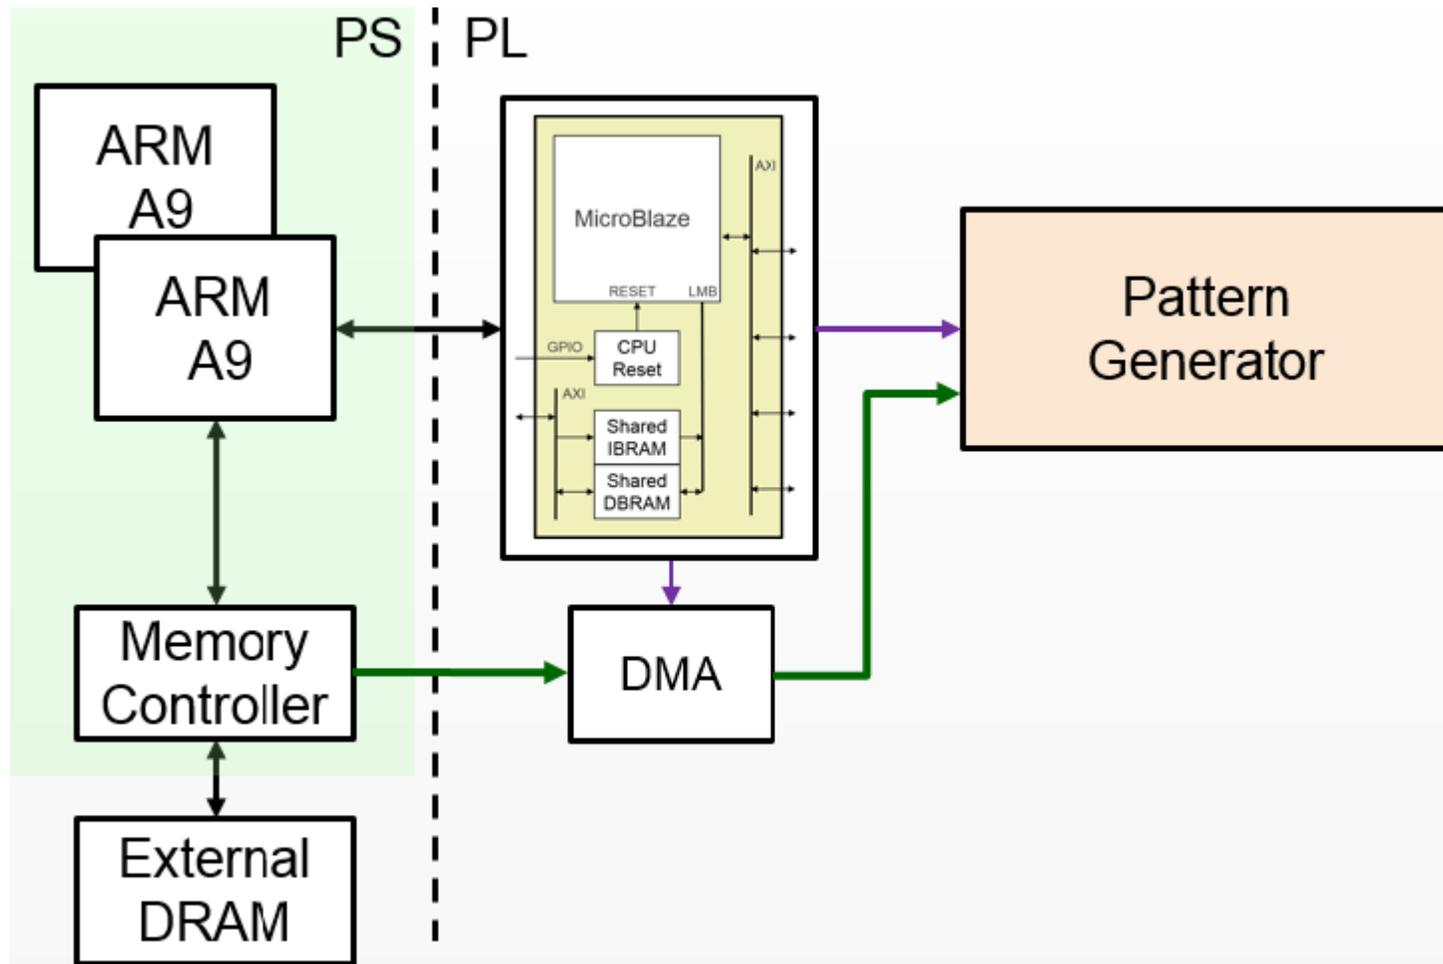 PS
PL
ARM
A9
ARM
A9
MicroBlaze
AXI
RESET
LMB
GPIO
CPU
Reset
AXI
Shared
IBRAM
Shared
DBRAM
Pattern
Generator
Memory
Controller
DMA
External
DRAM